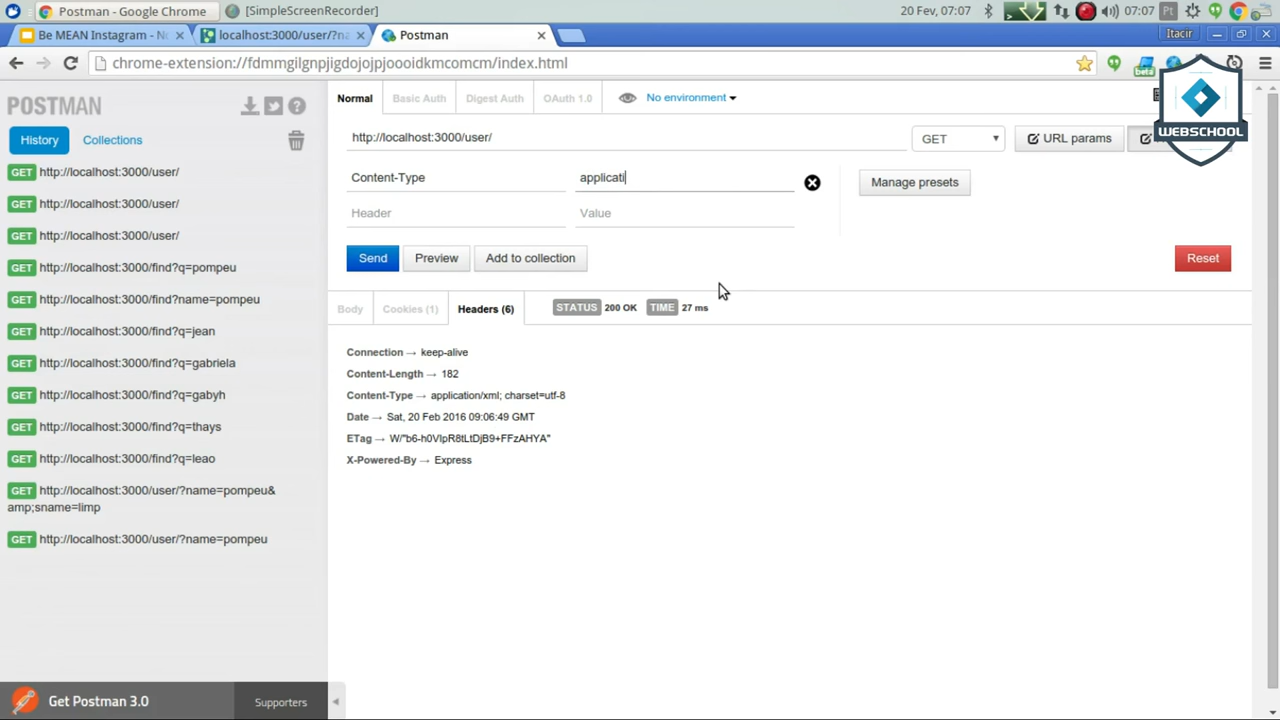 Postman - Google Chrome
[SimpleScreenRecorder]
20 Fev, 07:07
07:07
Pt
Be MEAN Instagram - N
localhost:3000/user/?na
Postman
Itacir
chrome-extension://fdmmgilgnpjigdojojpjoooidkmcomcm/index.html
beta
POSTMAN
Normal
Basic Auth
Digest Auth
OAuth 1.0
No environment
WEBSCHOOL
History
Collections
http://localhost:3000/user/
GET
URL params
GET http://localhost:3000/user/
GET http://localhost:3000/user/
GET http://localhost:3000/user/
GET http://localhost:3000/find?q=pompeu
GET http://localhost:3000/find?name=pompeu
GET http://localhost:3000/find?q=jean
GET http://localhost:3000/find?q=gabriela
GET http://localhost:3000/find?q=gabyh
GET http://localhost:3000/find?q=thays
GET http://localhost:3000/find?q=leao
GET http://localhost:3000/user/?name=pompeu&
amp;sname=limp
GET http://localhost:3000/user/?name=pompeu
Content-Type
applicati
Manage presets
Header
Value
Send
Preview
Add to collection
Reset
Body
Cookies (1)
Headers (6)
STATUS 200 OK
TIME 27 ms
Connection → keep-alive
Content-Length → 182
Content-Type → application/xml; charset=utf-8
Date → Sat, 20 Feb 2016 09:06:49 GMT
ETag → W/"b6-h0VIpR8tLtDjB9+FFzAHYA"
X-Powered-By → Express
Get Postman 3.0
Supporters